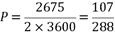 P = 2675 / (2 × 3600) = 107 / 288